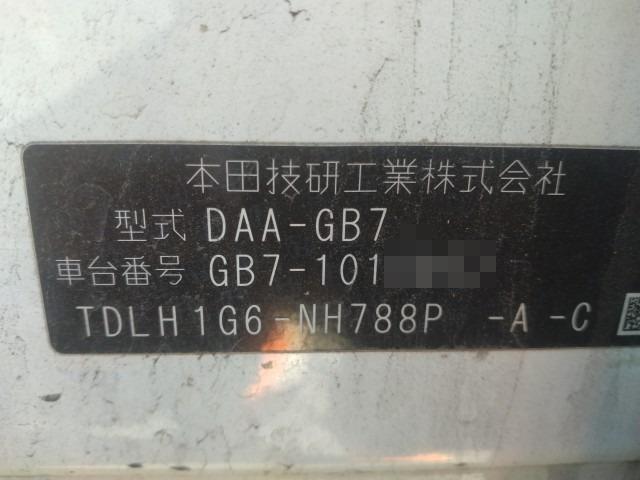 本田技研工業株式会社
型式 DAA-GB7
車台番号 GB7-101
TDLH1G6-NH788P -A -C